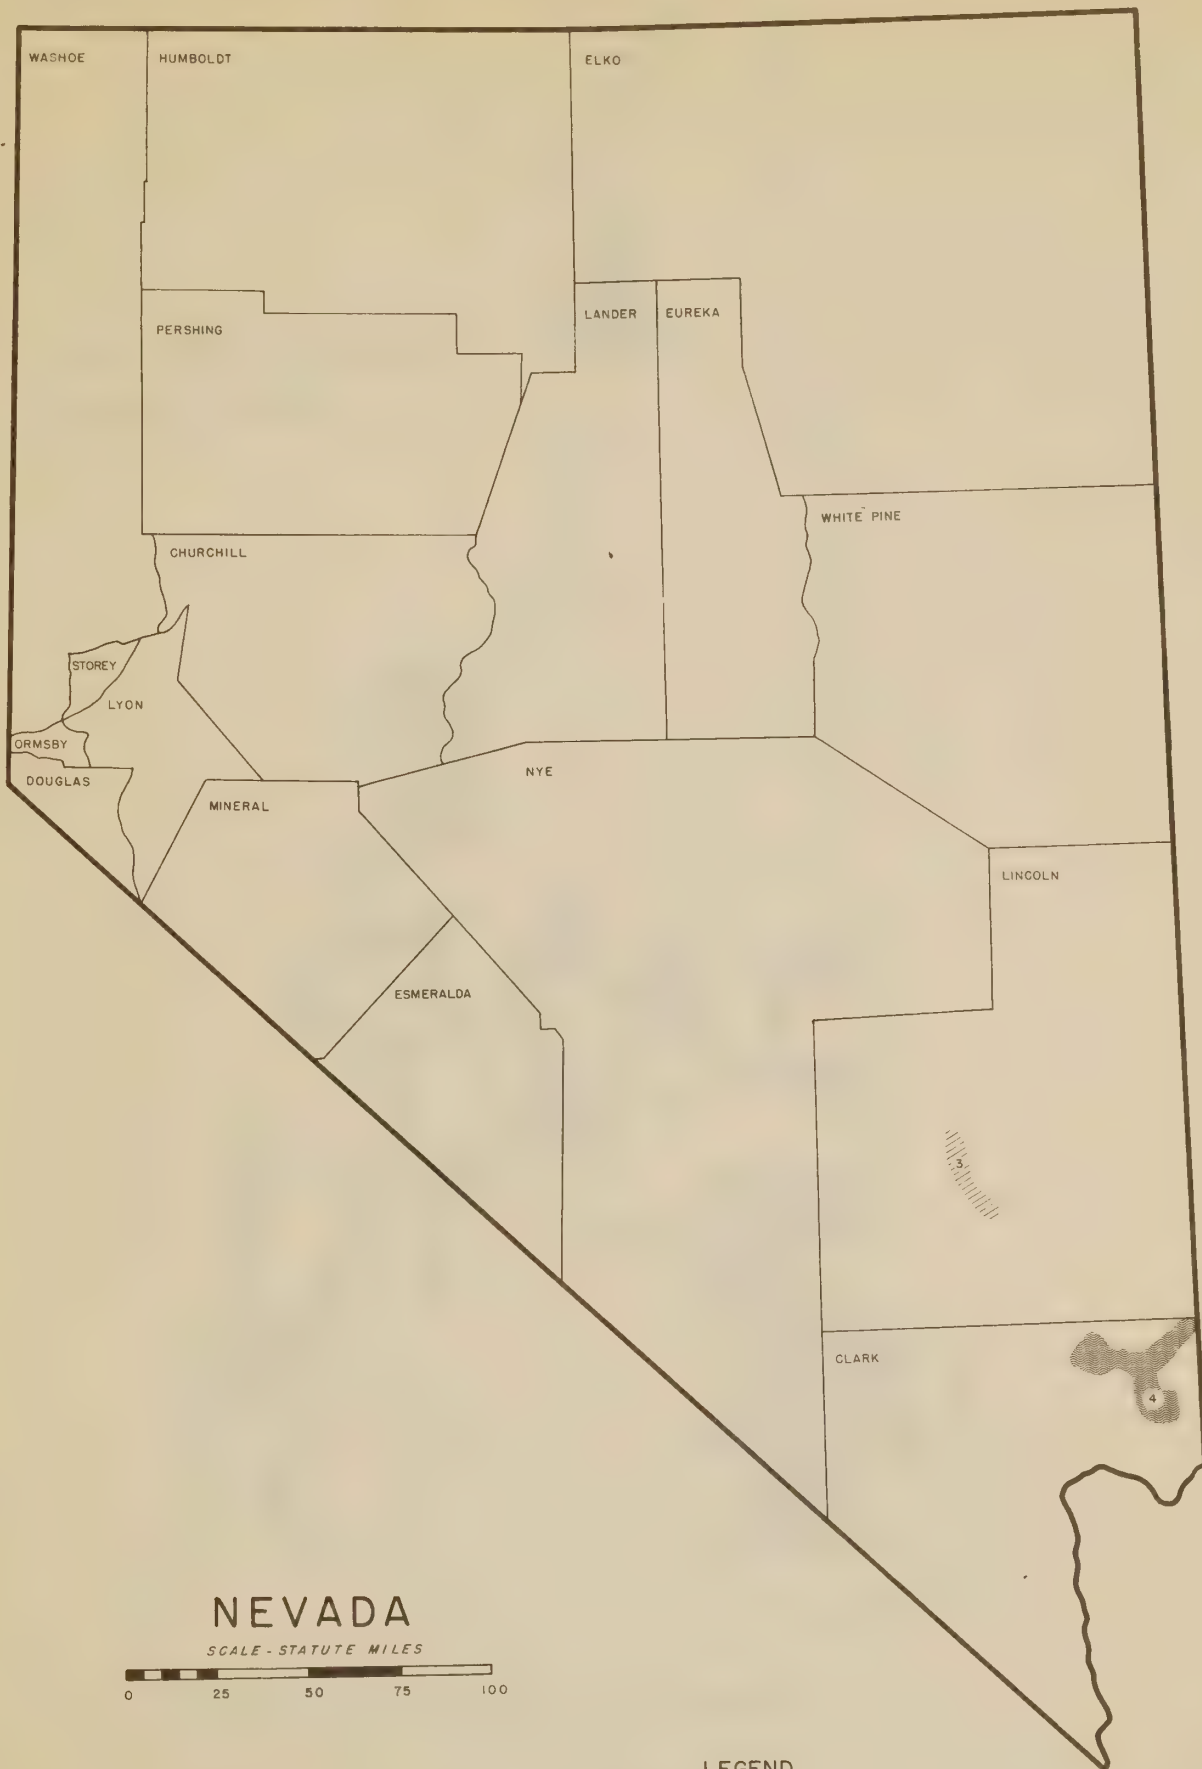 WASHOE
HUMBOLDT
ELKO
PERSHING
LANDER
EUREKA
WHITE PINE
CHURCHILL
STOREY
LYON
ORMSBY
DOUGLAS
MINERAL
NYE
LINCOLN
ESMERALDA
3
CLARK
4
NEVADA
SCALE - STATUTE MILES
0 25 50 75 100
LEGEND